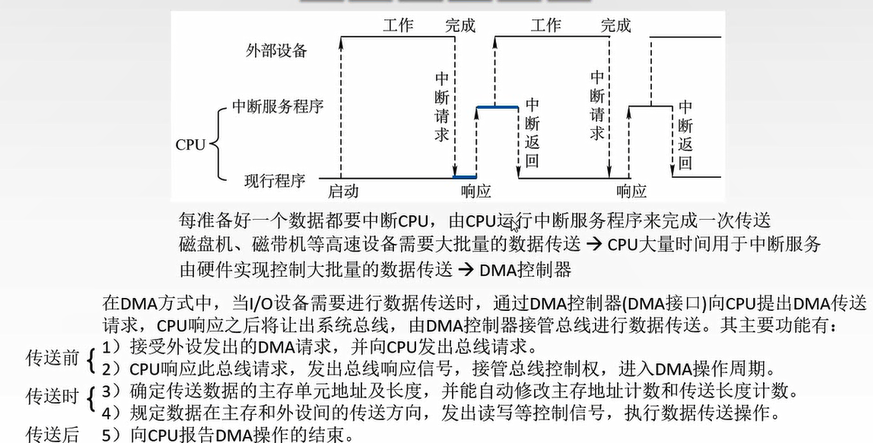 工作 完成 工作 完成
外部设备
中断请求
中断服务程序
中断返回
中断请求
中断返回
CPU
现行程序
启动 响应 响应
每准备好一个数据都要中断CPU，由CPU运行中断服务程序来完成一次传送
磁盘机、磁带机等高速设备需要大批量的数据传送 → CPU大量时间用于中断服务
由硬件实现控制大批量的数据传送 → DMA控制器
在DMA方式中，当I/O设备需要进行数据传送时，通过DMA控制器(DMA接口)向CPU提出DMA传送
请求，CPU响应之后将让出系统总线，由DMA控制器接管总线进行数据传送。其主要功能有：
传送前
1）接受外设发出的DMA请求，并向CPU发出总线请求。
2）CPU响应此总线请求，发出总线响应信号，接管总线控制权，进入DMA操作周期。
传送时
3）确定传送数据的主存单元地址及长度，并能自动修改主存地址计数和传送长度计数。
4）规定数据在主存和外设间的传送方向，发出读写等控制信号，执行数据传送操作。
传送后 5）向CPU报告DMA操作的结束。